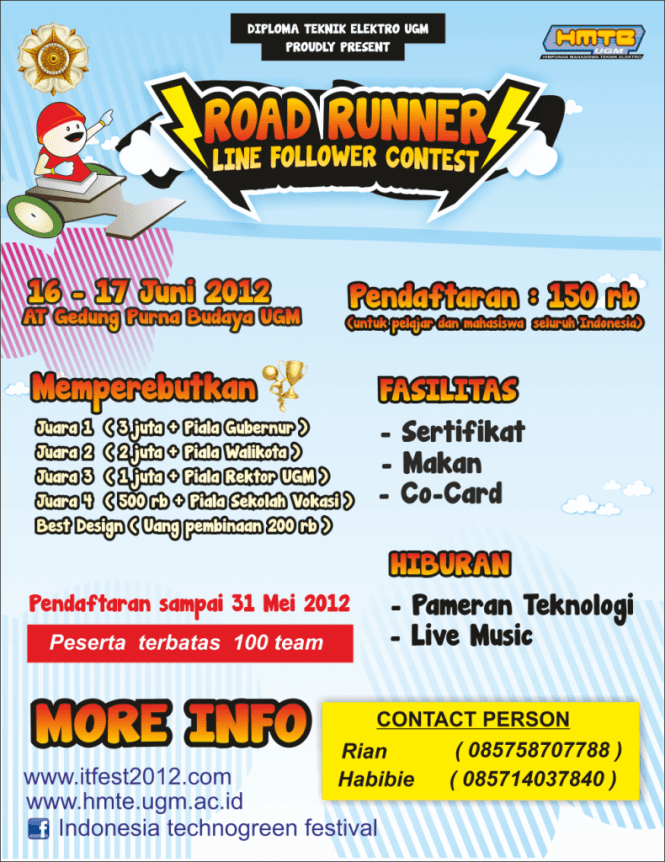 DIPLOMA TEKNIK ELEKTRO UGM
PROUDLY PRESENT
HMTE
UGM
HIMPUNAN MAHASISWA TEKNIK ELEKTRO
ROAD RUNNER
LINE FOLLOWER CONTEST
16 - 17 Juni 2012
AT Gedung Purna Budaya UGM
Pendaftaran : 150 rb
(untuk pelajar dan mahasiswa seluruh Indonesia)
Memperebutkan
Juara 1 ( 3 juta + Piala Gubernur )
Juara 2 ( 2 juta + Piala Walikota )
Juara 3 ( 1 juta + Piala Rektor UGM )
Juara 4 ( 500 rb + Piala Sekolah Vokasi )
Best Design ( Uang pembinaan 200 rb )
FASILITAS
- Sertifikat
- Makan
- Co-Card
HIBURAN
- Pameran Teknologi
- Live Music
Pendaftaran sampai 31 Mei 2012
Peserta terbatas 100 team
MORE INFO
www.itfest2012.com
www.hmte.ugm.ac.id
f Indonesia technogreen festival
CONTACT PERSON
Rian ( 085758707788 )
Habibie ( 085714037840 )